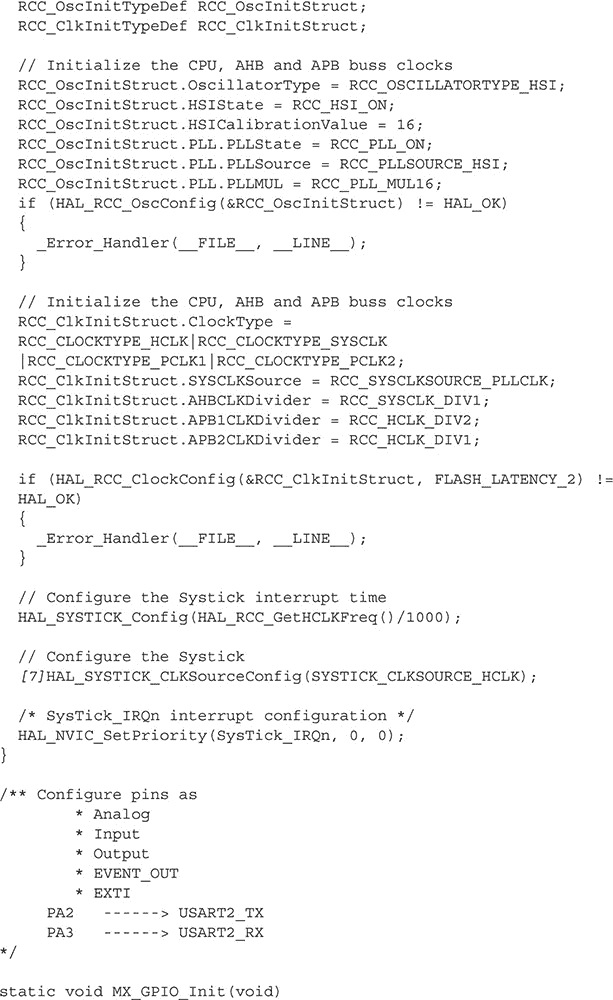 RCC_OscInitTypeDef RCC_OscInitStruct;
RCC_ClkInitTypeDef RCC_ClkInitStruct;
// Initialize the CPU, AHB and APB buss clocks
RCC_OscInitStruct.OscillatorType = RCC_OSCILLATORTYPE_HSI;
RCC_OscInitStruct.HSIState = RCC_HSI_ON;
RCC_OscInitStruct.HSICalibrationValue = 16;
RCC_OscInitStruct.PLL.PLLState = RCC_PLL_ON;
RCC_OscInitStruct.PLL.PLLSource = RCC_PLLSOURCE_HSI;
RCC_OscInitStruct.PLL.PLLMUL = RCC_PLL_MUL16;
if (HAL_RCC_OscConfig(&RCC_OscInitStruct) != HAL_OK)
{
_Error_Handler(__FILE__, __LINE__);
}
// Initialize the CPU, AHB and APB buss clocks
RCC_ClkInitStruct.ClockType =
RCC_CLOCKTYPE_HCLK|RCC_CLOCKTYPE_SYSCLK
|RCC_CLOCKTYPE_PCLK1|RCC_CLOCKTYPE_PCLK2;
RCC_ClkInitStruct.SYSCLKSource = RCC_SYSCLKSOURCE_PLLCLK;
RCC_ClkInitStruct.AHBCLKDivider = RCC_SYSCLK_DIV1;
RCC_ClkInitStruct.APB1CLKDivider = RCC_HCLK_DIV2;
RCC_ClkInitStruct.APB2CLKDivider = RCC_HCLK_DIV1;
if (HAL_RCC_ClockConfig(&RCC_ClkInitStruct, FLASH_LATENCY_2) !=
HAL_OK)
{
_Error_Handler(__FILE__, __LINE__);
}
// Configure the Systick interrupt time
HAL_SYSTICK_Config(HAL_RCC_GetHCLKFreq()/1000);
// Configure the Systick
[7]HAL_SYSTICK_CLKSourceConfig(SYSTICK_CLKSOURCE_HCLK);
/* SysTick_IRQn interrupt configuration */
HAL_NVIC_SetPriority(SysTick_IRQn, 0, 0);
}
/** Configure pins as
* Analog
* Input
* Output
* EVENT_OUT
* EXTI
PA2 ------> USART2_TX
PA3 ------> USART2_RX
*/
static void MX_GPIO_Init(void)